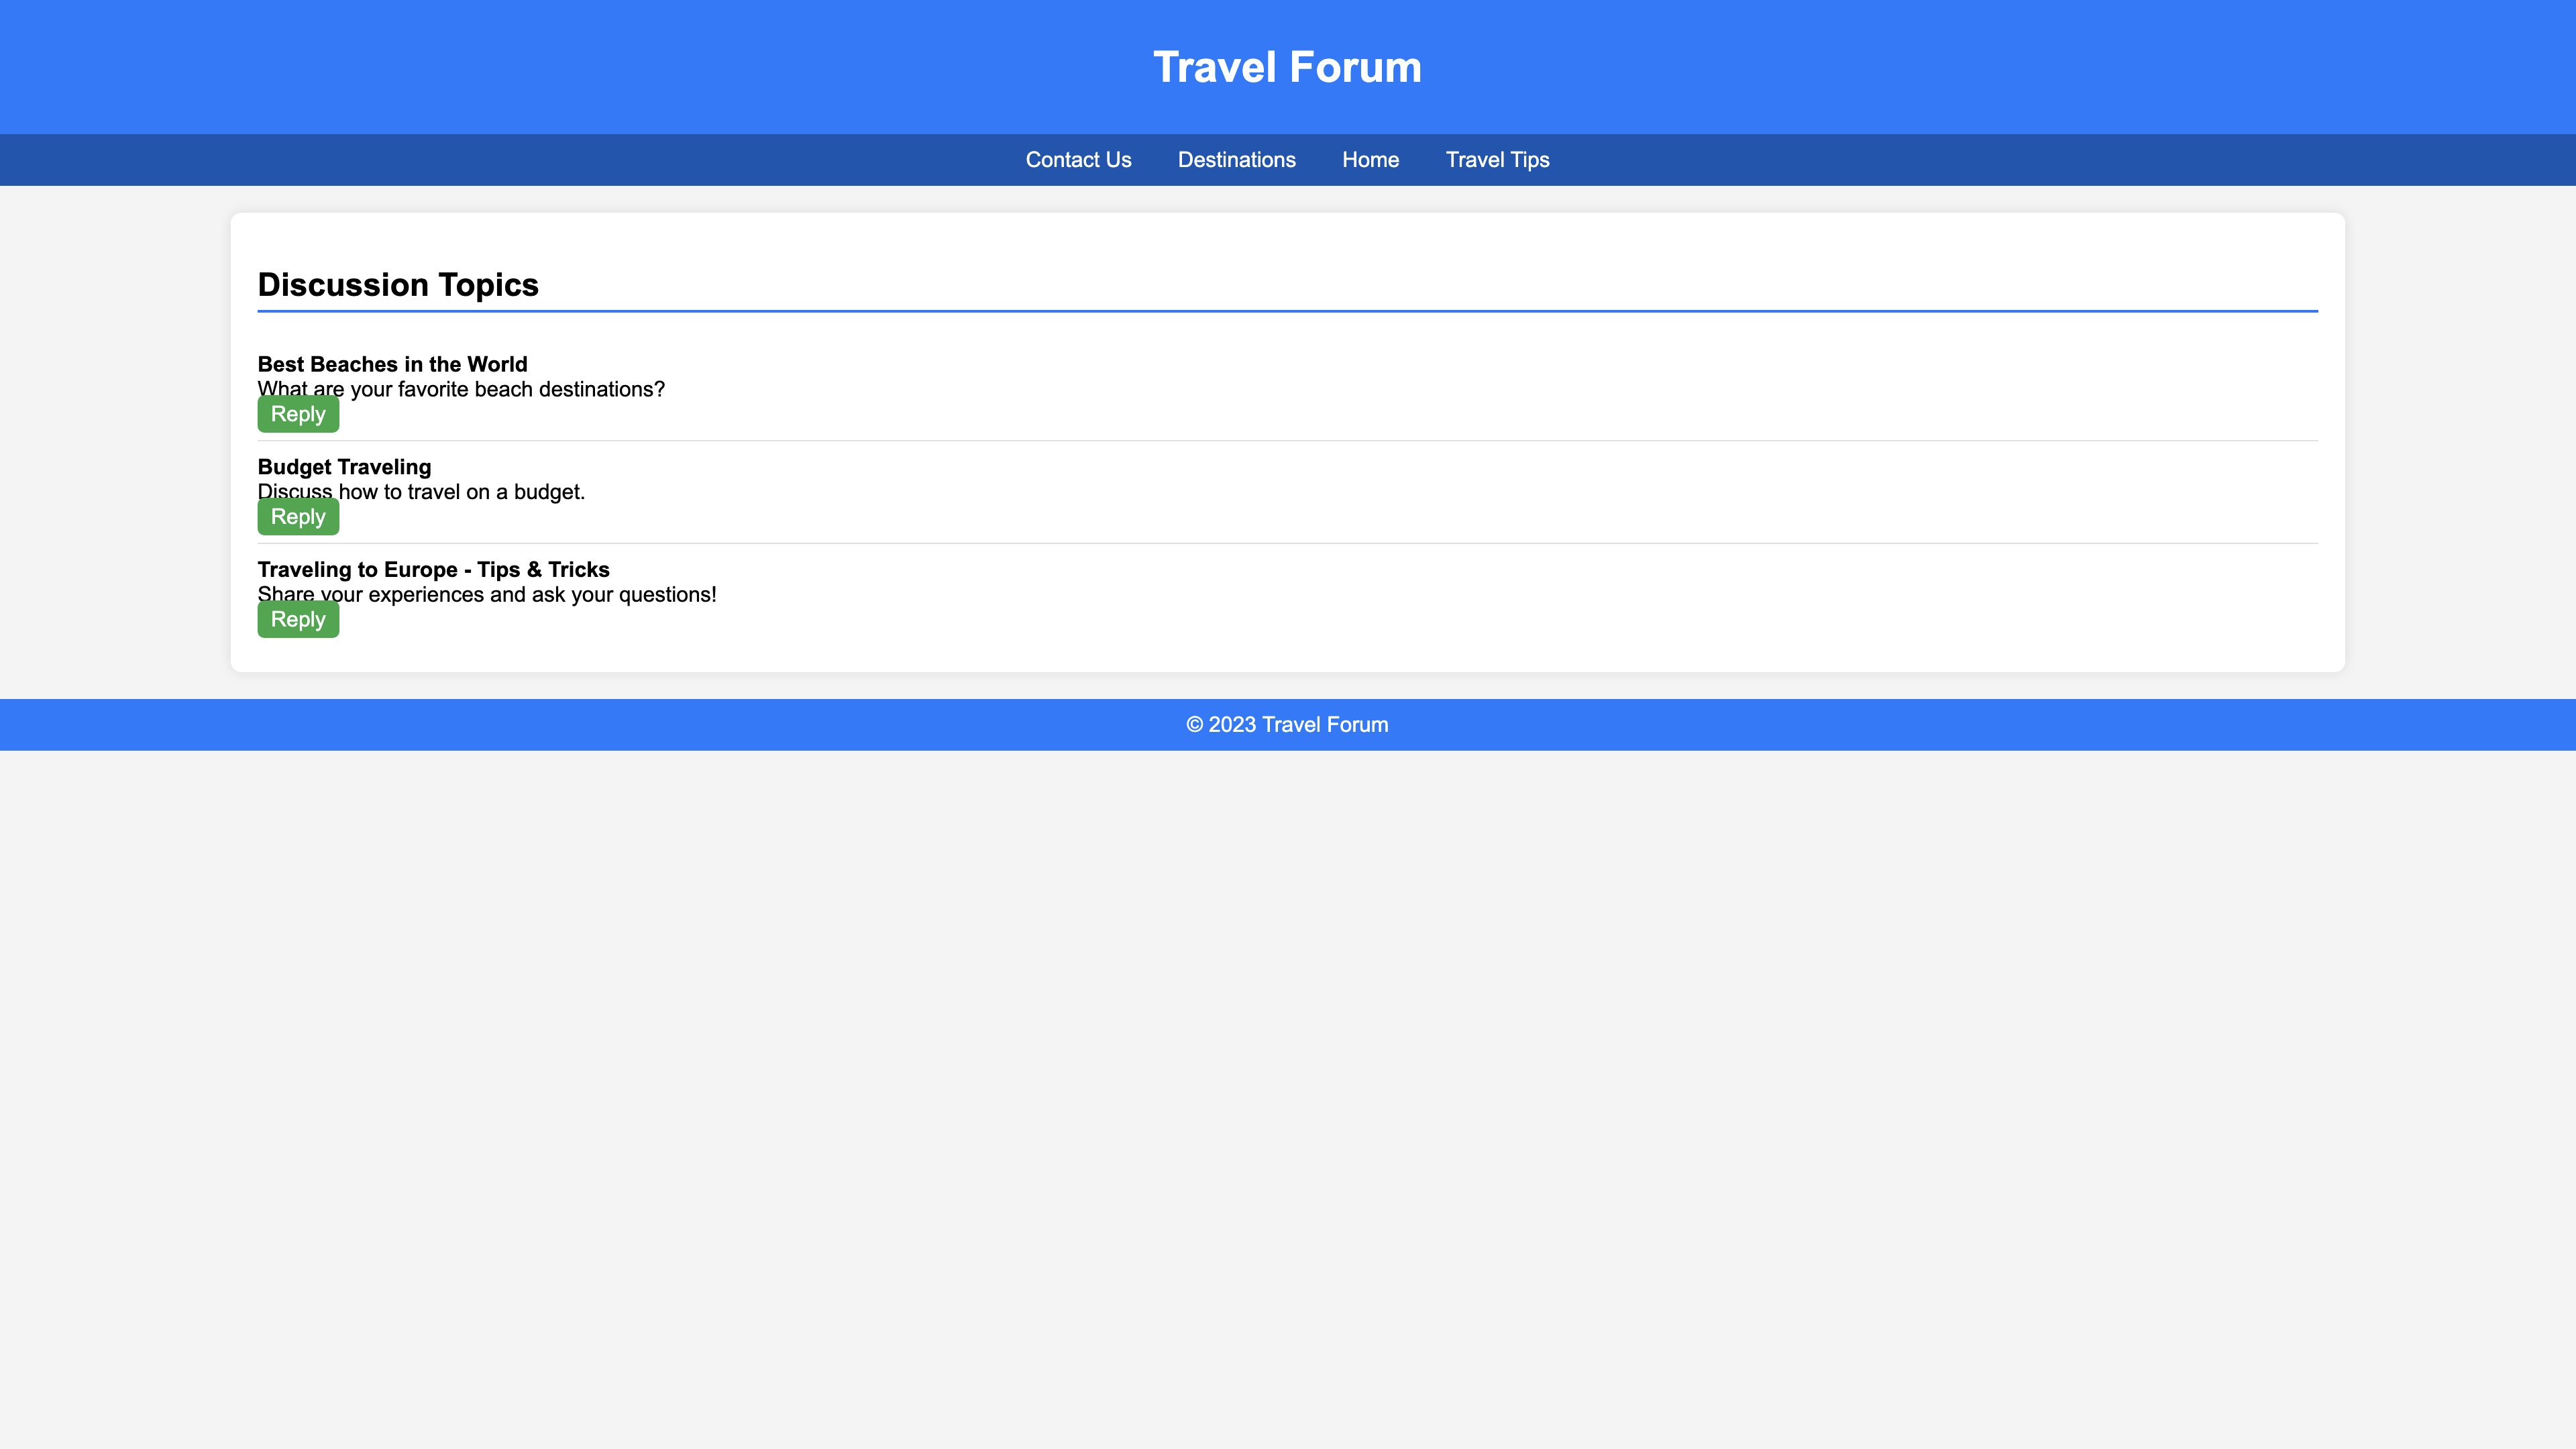 Travel Forum
Contact Us Destinations Home Travel Tips
Discussion Topics
Best Beaches in the World
What are your favorite beach destinations?
Reply
Budget Traveling
Discuss how to travel on a budget.
Reply
Traveling to Europe - Tips & Tricks
Share your experiences and ask your questions!
Reply
© 2023 Travel Forum